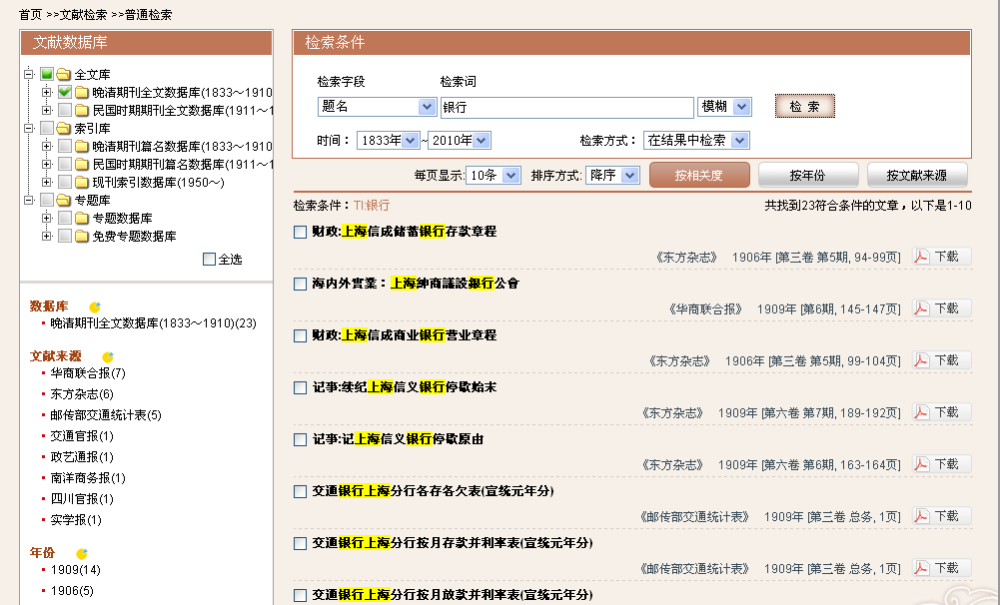 首页 >>文献检索 >>普通检索
文献数据库
全文库
晚清期刊全文数据库(1833～1910
民国时期期刊全文数据库(1911～1
索引库
晚清期刊篇名数据库(1833～1910
民国时期期刊篇名数据库(1911～1
现刊索引数据库(1950～)
专题库
专题数据库
免费专题数据库
全选
数据库
晚清期刊全文数据库(1833～1910)(23)
文献来源
华商联合报(7)
东方杂志(6)
邮传部交通统计表(5)
交通官报(1)
政艺通报(1)
南洋商务报(1)
四川官报(1)
实学报(1)
年份
1909(14)
1906(5)
检索条件
检索字段 检索词
题名 银行 模糊 检 索
时间： 1833年 ~ 2010年 检索方式： 在结果中检索
每页显示: 10条 排序方式: 降序 按相关度 按年份 按文献来源
检索条件：TI:银行 共找到23符合条件的文章，以下是1-10
财政:上海信成储蓄银行存款章程
《东方杂志》 1906年 [第三卷 第5期, 94-99页] 下载
海内外實業：上海紳商議設銀行公會
《华商联合报》 1909年 [第6期, 145-147页] 下载
财政:上海信成商业银行营业章程
《东方杂志》 1906年 [第三卷 第5期, 99-104页] 下载
记事:续纪上海信义银行停歇始末
《东方杂志》 1909年 [第六卷 第7期, 189-192页] 下载
记事:记上海信义银行停歇原由
《东方杂志》 1909年 [第六卷 第6期, 163-164页] 下载
交通银行上海分行各存各欠表(宣统元年分)
《邮传部交通统计表》 1909年 [第三卷 总务, 1页] 下载
交通银行上海分行按月存款并利率表(宣统元年分)
《邮传部交通统计表》 1909年 [第三卷 总务, 1页] 下载
交通银行上海分行按月放款并利率表(宣统元年分)